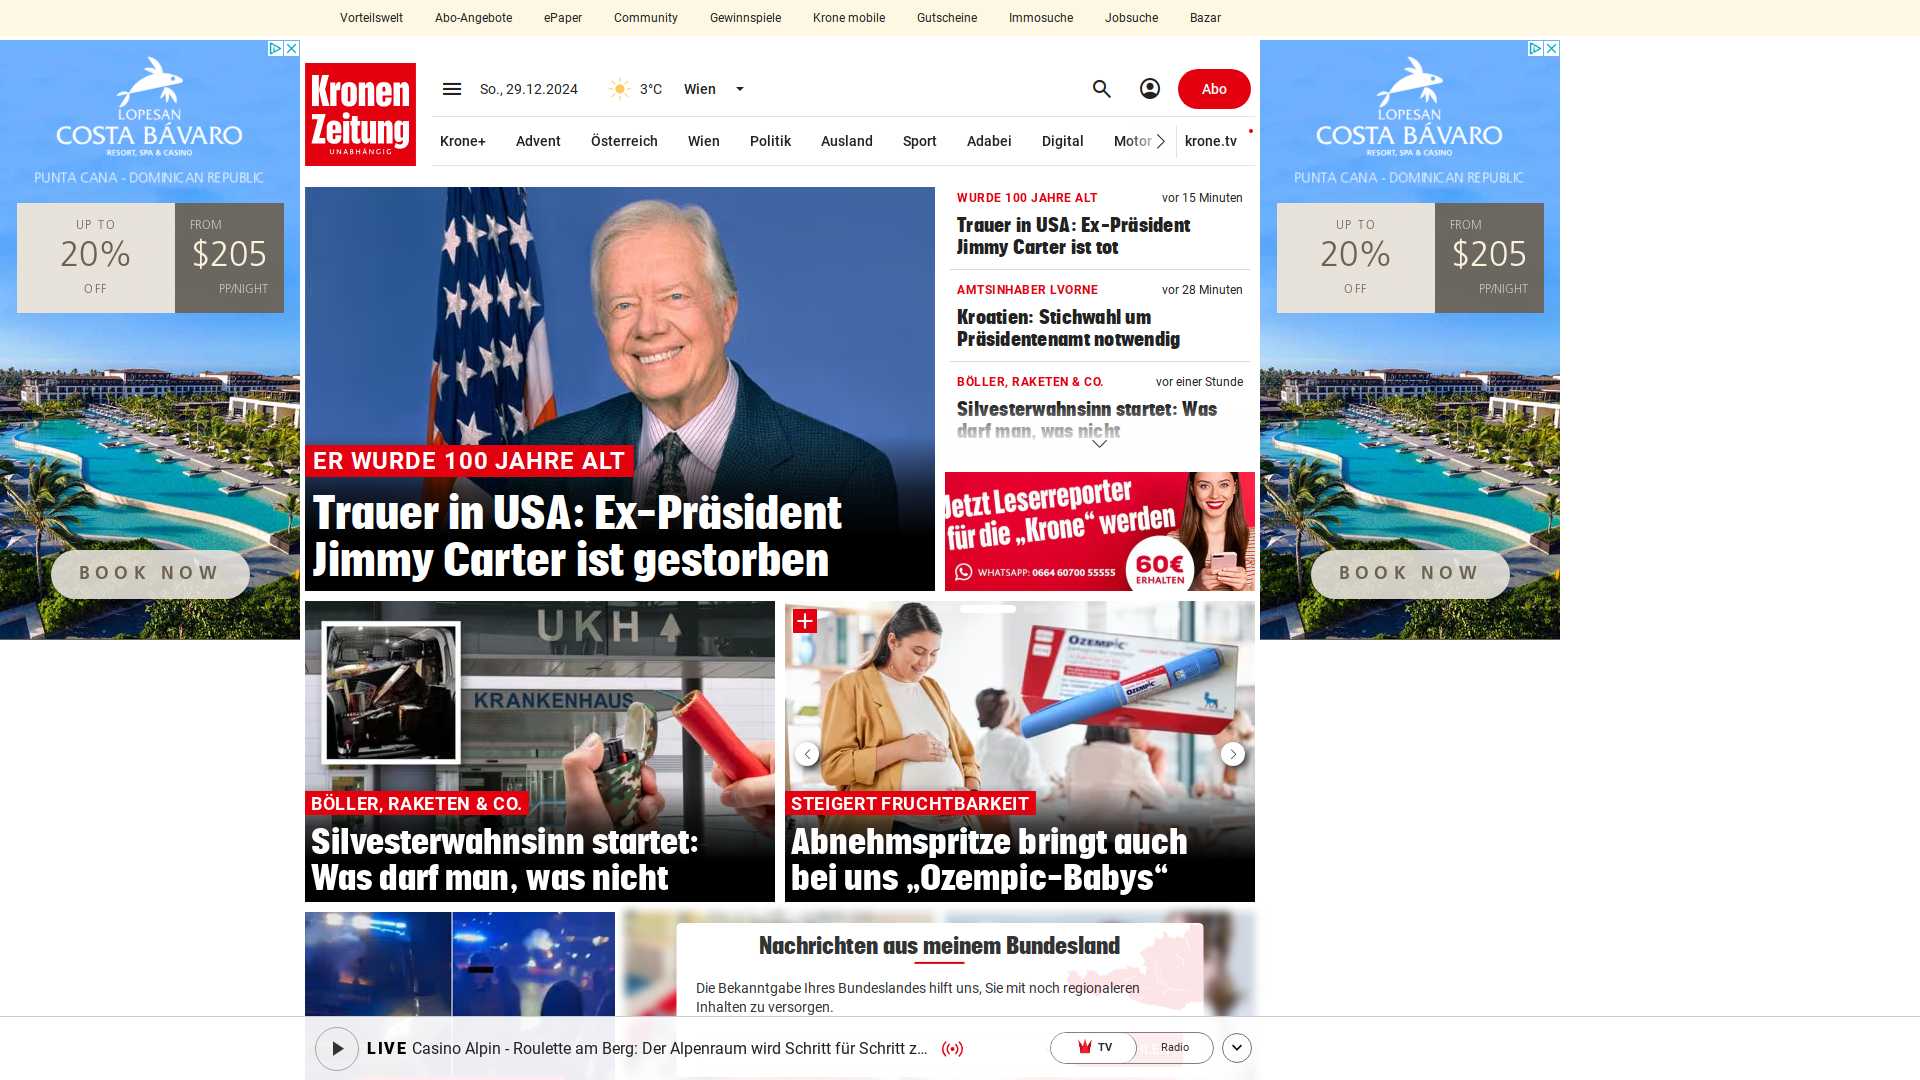 Vorteilswelt
Abo-Angebote
ePaper
Community
Gewinnspiele
Krone mobile
Gutscheine
Immosuche
Jobsuche
Bazar
LOPESAN
COSTA BÁVARO
RESORT, SPA & CASINO
PUNTA CANA - DOMINICAN REPUBLIC
UP TO
20%
OFF
FROM
$205
PP/NIGHT
BOOK NOW
Kronen
Zeitung
UNABHÄNGIG
So., 29.12.2024
3°C
Wien
Abo
Krone+
Advent
Österreich
Wien
Politik
Ausland
Sport
Adabei
Digital
Motor
krone.tv
ER WURDE 100 JAHRE ALT
Trauer in USA: Ex-Präsident
Jimmy Carter ist gestorben
WURDE 100 JAHRE ALT
vor 15 Minuten
Trauer in USA: Ex-Präsident
Jimmy Carter ist tot
AMTSINHABER LVORNE
vor 28 Minuten
Kroatien: Stichwahl um
Präsidentenamt notwendig
BÖLLER, RAKETEN & CO.
vor einer Stunde
Silvesterwahnsinn startet: Was
darf man, was nicht
Jetzt Leserreporter
für die „Krone“ werden
WHATSAPP: 0664 60700 55555
60€
ERHALTEN
UKH
KRANKENHAUS
BÖLLER, RAKETEN & CO.
Silvesterwahnsinn startet:
Was darf man, was nicht
OZEMPIC
OZEMPIC
STEIGERT FRUCHTBARKEIT
Abnehmspritze bringt auch
bei uns „Ozempic-Babys“
LOPESAN
COSTA BÁVARO
RESORT, SPA & CASINO
PUNTA CANA - DOMINICAN REPUBLIC
UP TO
20%
OFF
FROM
$205
PP/NIGHT
BOOK NOW
Nachrichten aus meinem Bundesland
Die Bekanntgabe Ihres Bundeslandes hilft uns, Sie mit noch regionaleren
Inhalten zu versorgen.
LIVE Casino Alpin - Roulette am Berg: Der Alpenraum wird Schritt für Schritt z...
TV
Radio